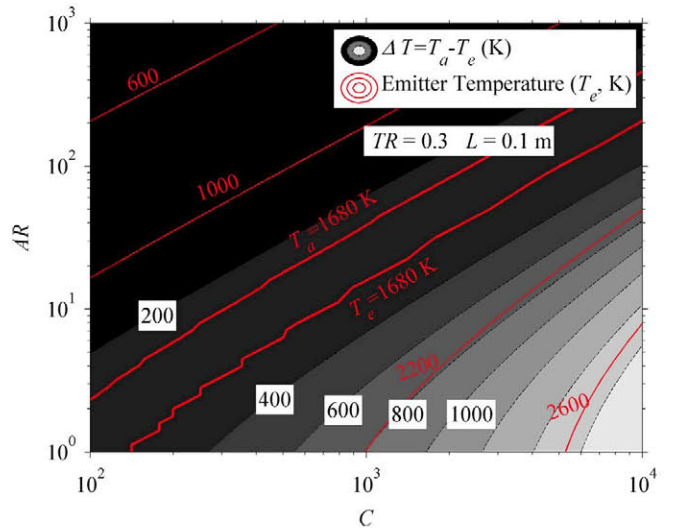 10³
10²
10¹
10⁰
AR
10²
10³
10⁴
C
Δ T=Tₐ-Tₑ (K)
Emitter Temperature (Tₑ, K)
TR = 0.3 L = 0.1 m
600
1000
Tₐ=1680 K
Tₑ=1680 K
200
400
600
800
1000
2200
2600